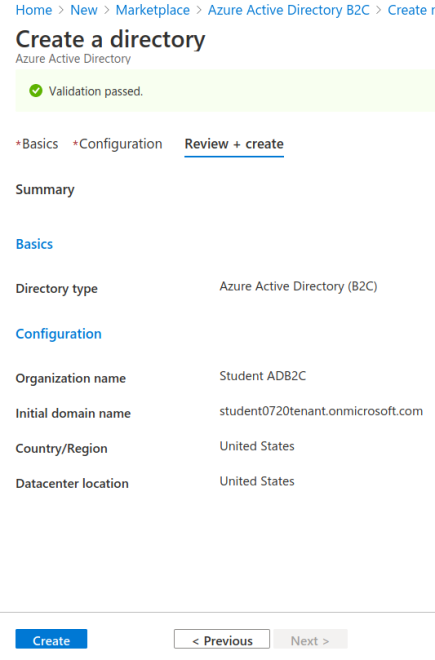 Home > New > Marketplace > Azure Active Directory B2C > Create
Create a directory
Azure Active Directory
Validation passed.
*Basics *Configuration Review + create
Summary
Basics
Directory type Azure Active Directory (B2C)
Configuration
Organization name Student ADB2C
Initial domain name student0720tenant.onmicrosoft.com
Country/Region United States
Datacenter location United States
Create < Previous Next >